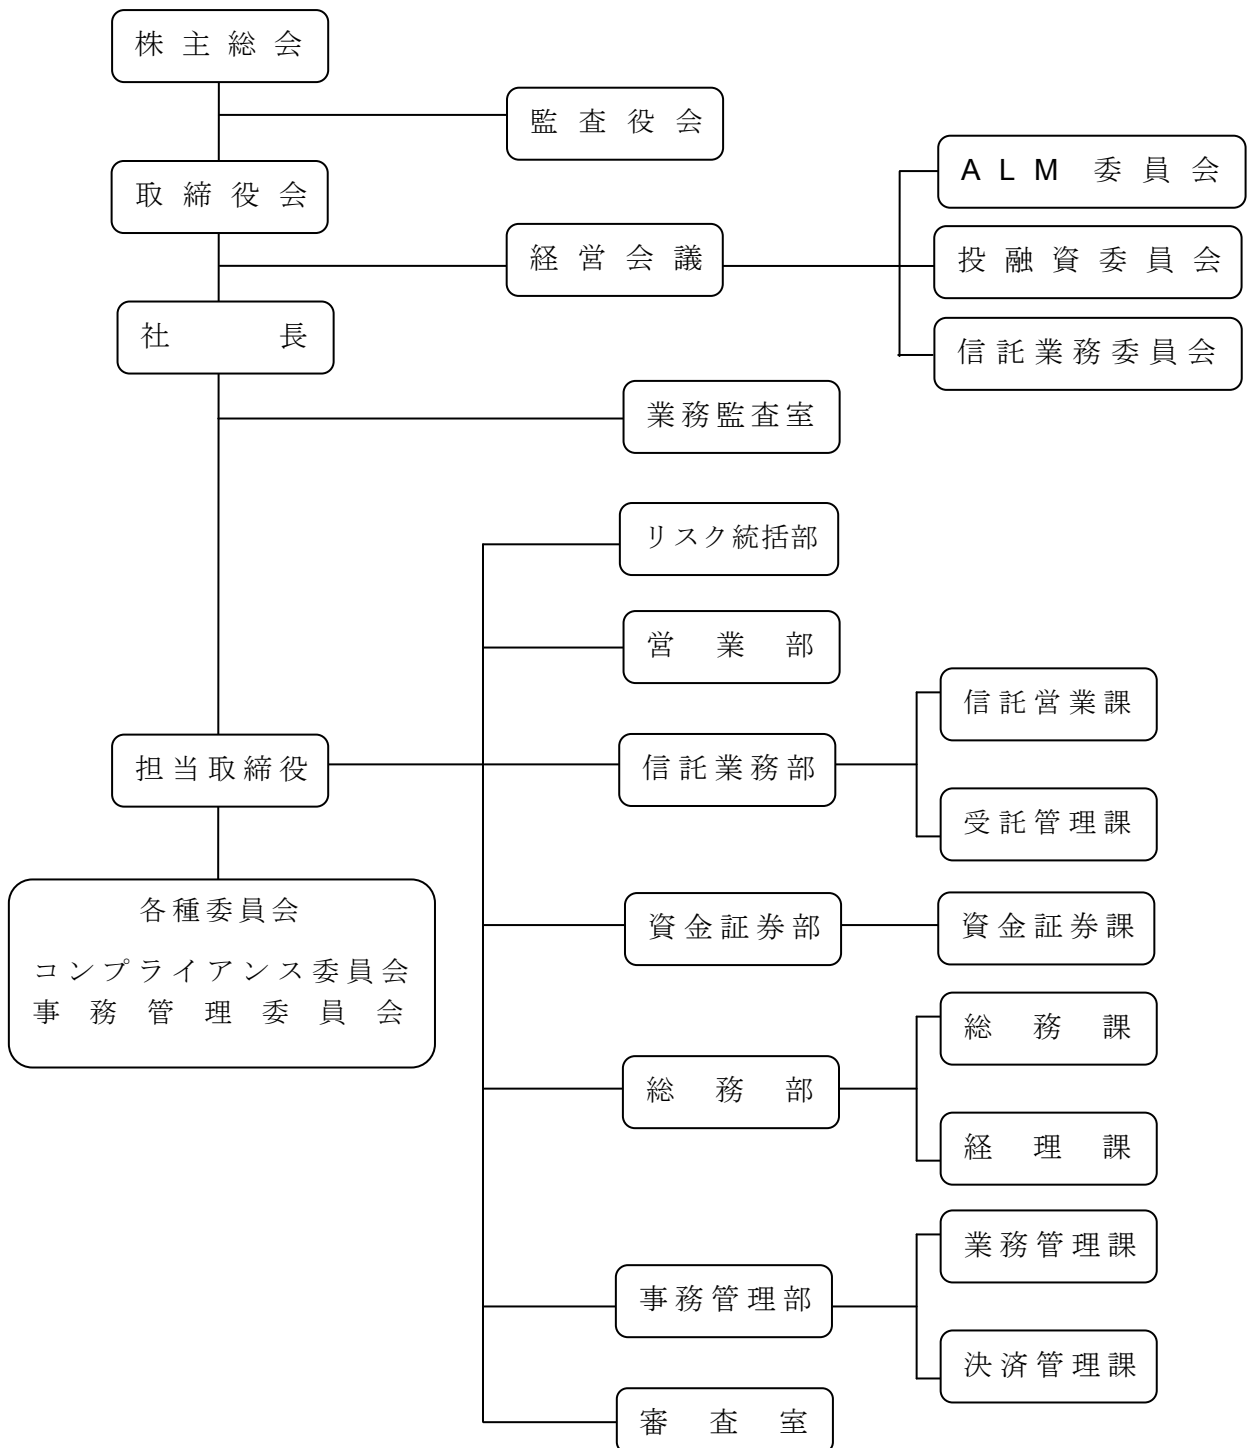 株主総会
監査役会
取締役会
経営会議
ALM委員会
投融資委員会
信託業務委員会
社長
業務監査室
リスク統括部
営業部
担当取締役
信託業務部
信託営業課
受託管理課
各種委員会
コンプライアンス委員会
事務管理委員会
資金証券部
資金証券課
総務部
総務課
経理課
事務管理部
業務管理課
決済管理課
審査室